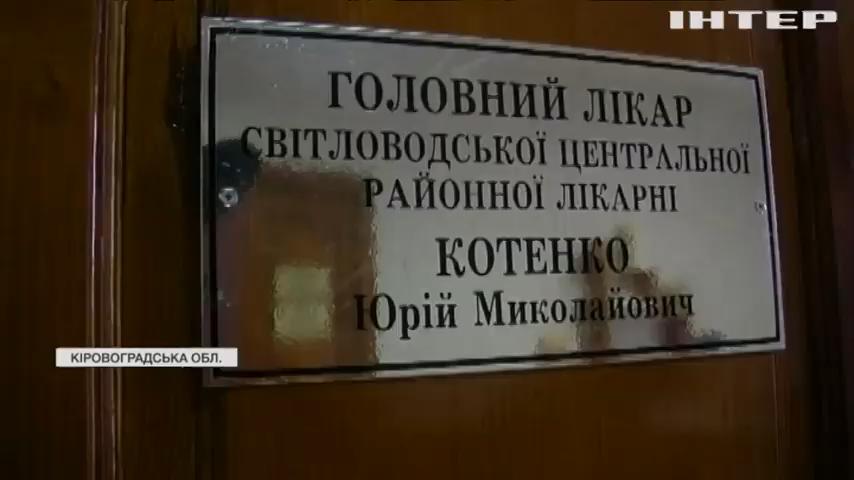 ІНТЕР
ГОЛОВНИЙ ЛІКАР
СВІТЛОВОДСЬКОЇ ЦЕНТРАЛЬНОЇ
РАЙОННОЇ ЛІКАРНІ
КОТЕНКО
Юрій Миколайович
КІРОВОГРАДСЬКА ОБЛ.